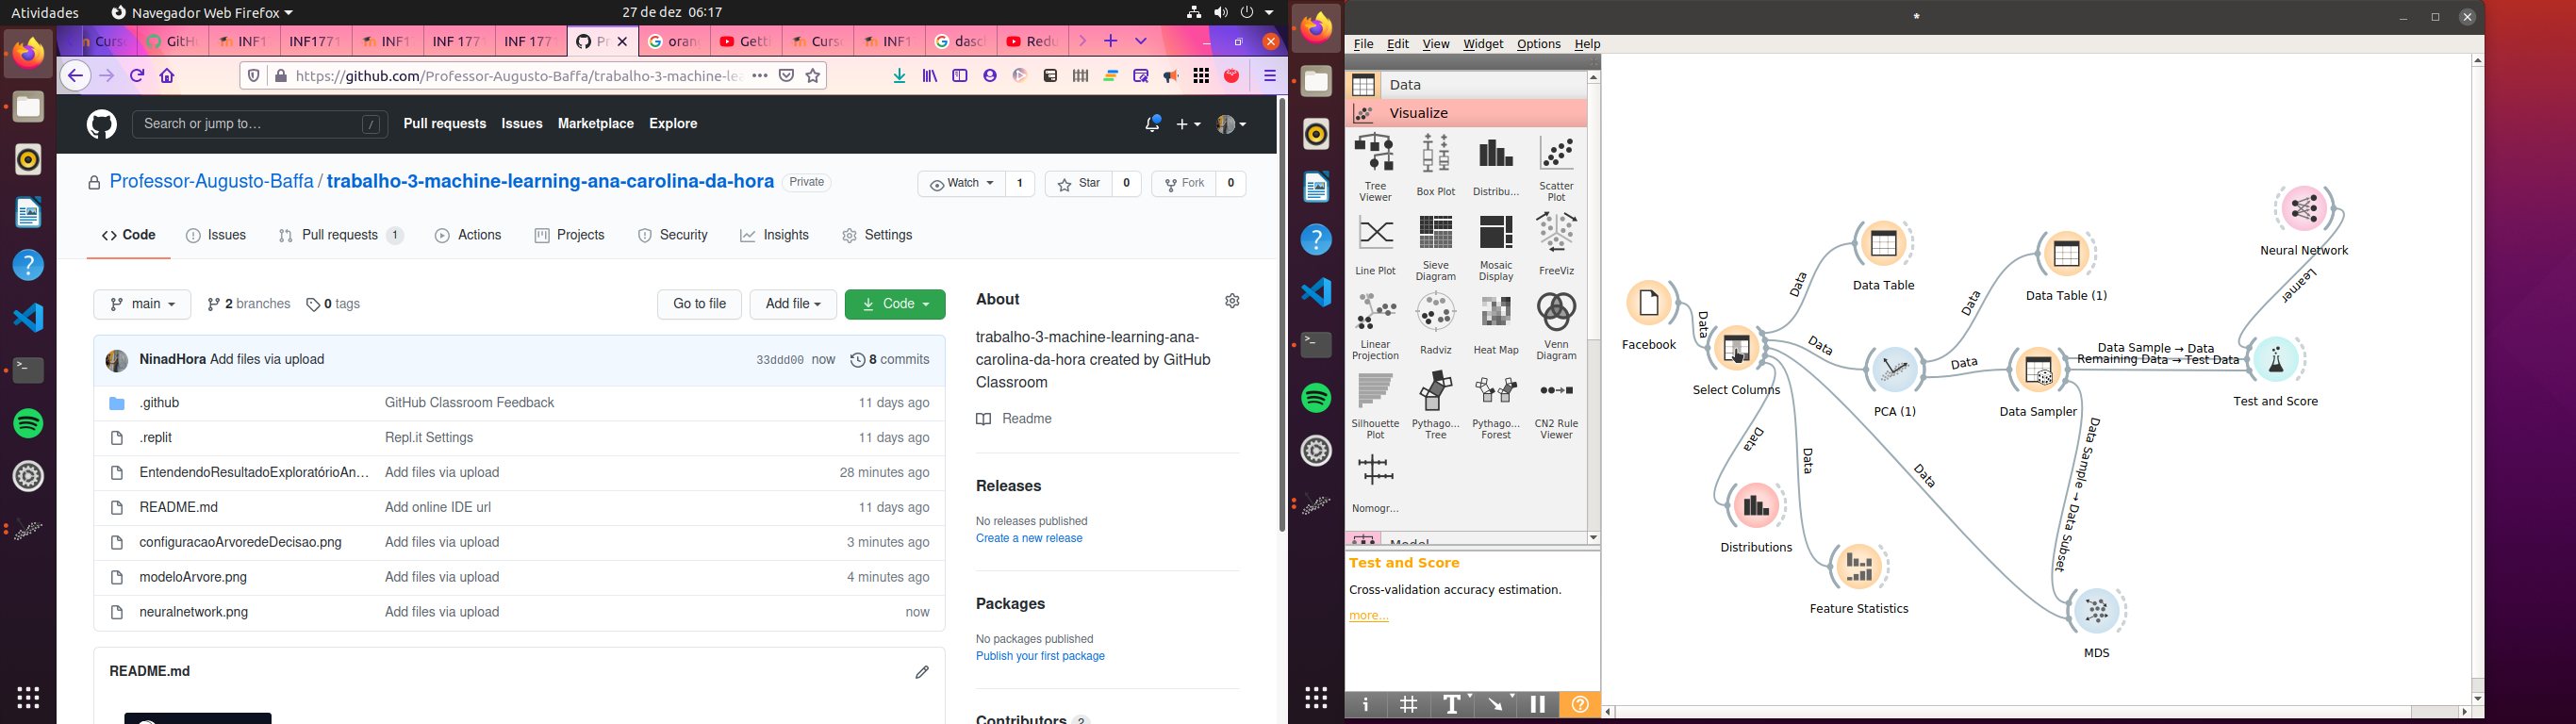 Atividades
Navegador Web Firefox
27 de dez 06:17
Curs
GitH
INF1
INF1771
INF1
INF 1771
INF 1771
Pr
oran
Getti
Curso
INF1
dasc
Redu
https://github.com/Professor-Augusto-Baffa/trabalho-3-machine-lea
Search or jump to…
/
Pull requests
Issues
Marketplace
Explore
Professor-Augusto-Baffa / trabalho-3-machine-learning-ana-carolina-da-hora
Private
Watch
1
Star
0
Fork
0
Code
Issues
Pull requests 1
Actions
Projects
Security
Insights
Settings
main
2 branches
0 tags
Go to file
Add file
Code
NinadHora Add files via upload
33ddd00 now
8 commits
.github
GitHub Classroom Feedback
11 days ago
.replit
Repl.it Settings
11 days ago
EntendendoResultadoExploratórioAn…
Add files via upload
28 minutes ago
README.md
Add online IDE url
11 days ago
configuracaoArvoredeDecisao.png
Add files via upload
3 minutes ago
modeloArvore.png
Add files via upload
4 minutes ago
neuralnetwork.png
Add files via upload
now
README.md
About
trabalho-3-machine-learning-ana-
carolina-da-hora created by GitHub
Classroom
Readme
Releases
No releases published
Create a new release
Packages
No packages published
Publish your first package
Contributors 2
*
File
Edit
View
Widget
Options
Help
Data
Visualize
Tree
Viewer
Box Plot
Distribu...
Scatter
Plot
Line Plot
Sieve
Diagram
Mosaic
Display
FreeViz
Linear
Projection
Radviz
Heat Map
Venn
Diagram
Silhouette
Plot
Pythago...
Tree
Pythago...
Forest
CN2 Rule
Viewer
Nomogr...
Model
Test and Score
Cross-validation accuracy estimation.
more...
Facebook
Data
Select Columns
Data
Data Table
Data
PCA (1)
Data
Data Table (1)
Data
Data Sampler
Data Sample → Data
Remaining Data → Test Data
Neural Network
Learner
Test and Score
Data
Distributions
Data
Feature Statistics
Data
Data Sample → Data Subset
MDS